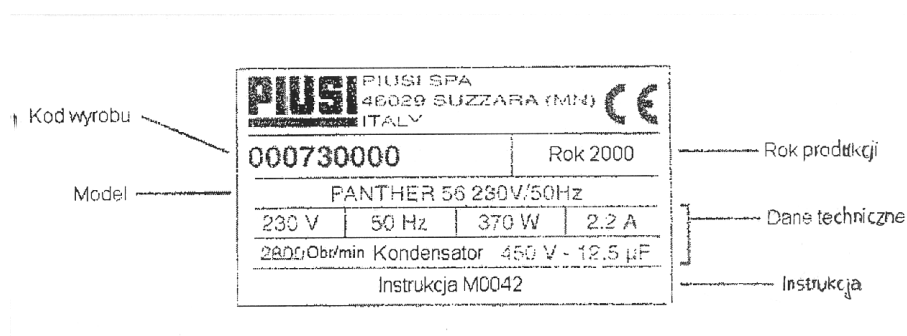 PIUSI PIUSI SPA
46029 SUZZARA (MN) CE
ITALY
Kod wyrobu
000730000 Rok 2000 Rok produkcji
Model PANTHER 56 230V/50Hz
230 V 50 Hz 370 W 2.2 A Dane techniczne
2800 Obr/min Kondensator 450 V - 12.5 µF
Instrukcja M0042 Instrukcja